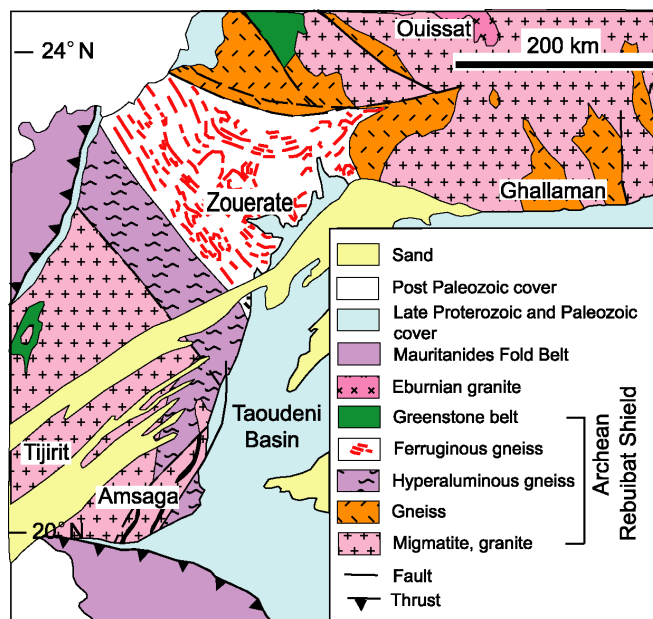 Ouissat
24° N
200 km
Zouerate
Ghallaman
Sand
Post Paleozoic cover
Late Proterozoic and Paleozoic
cover
Mauritanides Fold Belt
Eburnian granite
Greenstone belt
Ferruginous gneiss
Hyperaluminous gneiss
Gneiss
Migmatite, granite
Fault
Thrust
Archean
Rebuibat Shield
Taoudeni
Basin
Tijirit
Amsaga
20° N